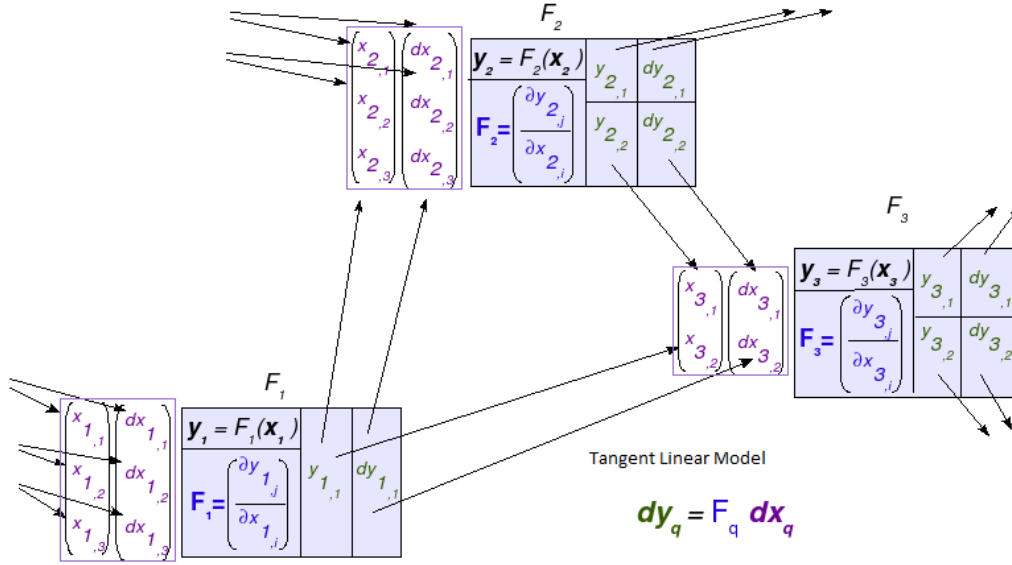 F₂
x₂,₁ dx₂,₁
x₂,₂ dx₂,₂
x₂,₃ dx₂,₃
y₂ = F₂(x₂) y₂,₁ dy₂,₁
F₂= (∂y₂,ⱼ / ∂x₂,ᵢ) y₂,₂ dy₂,₂
F₃
x₃,₁ dx₃,₁
x₃,₂ dx₃,₂
y₃ = F₃(x₃) y₃,₁ dy₃,₁
F₃= (∂y₃,ⱼ / ∂x₃,ᵢ) y₃,₂ dy₃,₂
F₁
x₁,₁ dx₁,₁
x₁,₂ dx₁,₂
x₁,₃ dx₁,₃
y₁ = F₁(x₁)
F₁= (∂y₁,ⱼ / ∂x₁,ᵢ) y₁,₁ dy₁,₁
Tangent Linear Model
dy_q = F_q dx_q